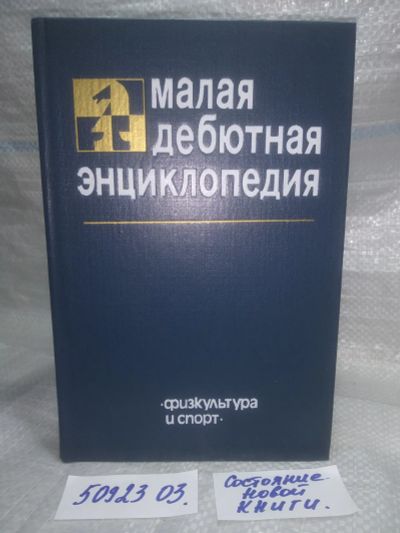 малая
дебютная
энциклопедия
·физкультура
и спорт·
50923 03.
Состояние
новой
книги.